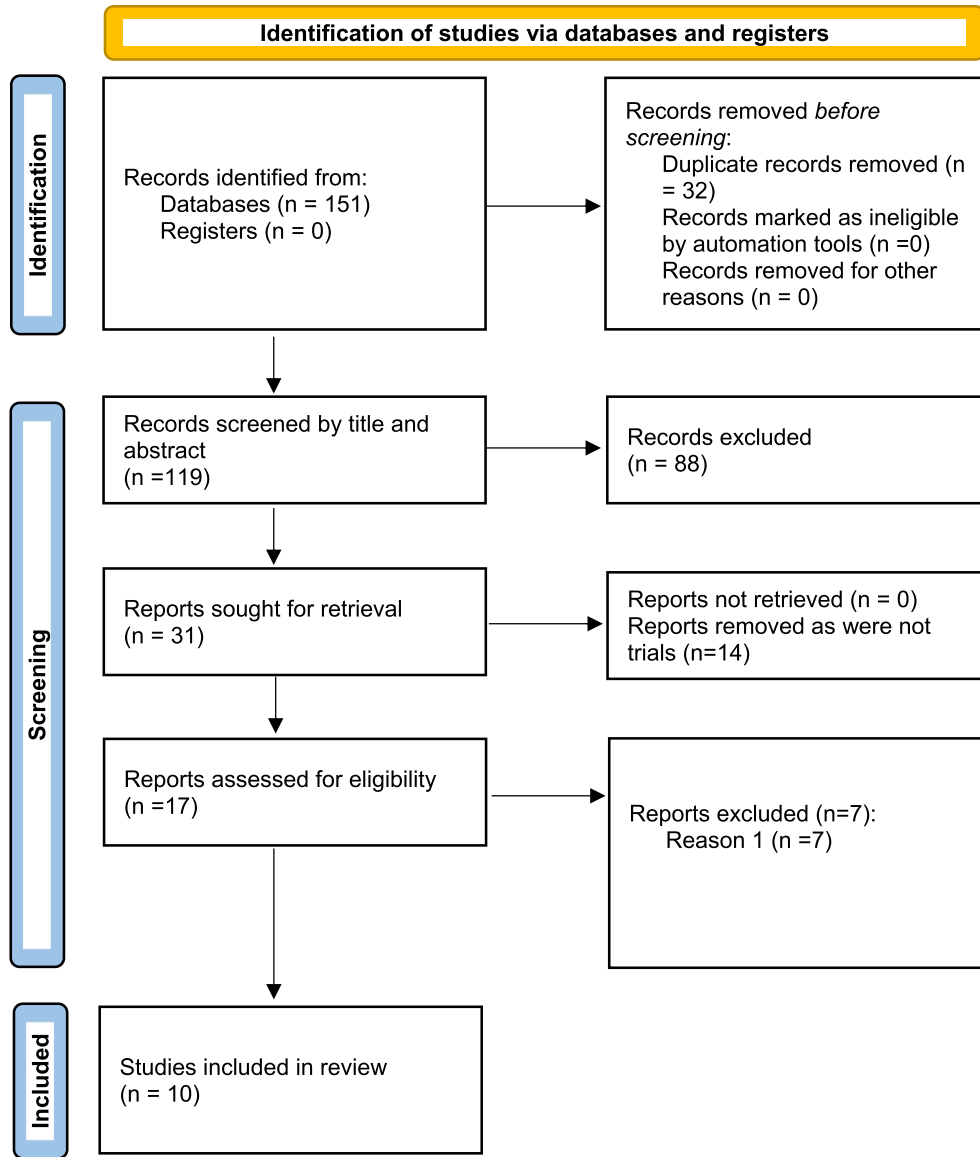 Identification of studies via databases and registers
Identification
Records identified from:
Databases (n = 151)
Registers (n = 0)
Records removed before
screening:
Duplicate records removed (n
= 32)
Records marked as ineligible
by automation tools (n =0)
Records removed for other
reasons (n = 0)
Screening
Records screened by title and
abstract
(n =119)
Records excluded
(n = 88)
Reports sought for retrieval
(n = 31)
Reports not retrieved (n = 0)
Reports removed as were not
trials (n=14)
Reports assessed for eligibility
(n =17)
Reports excluded (n=7):
Reason 1 (n =7)
Included
Studies included in review
(n = 10)